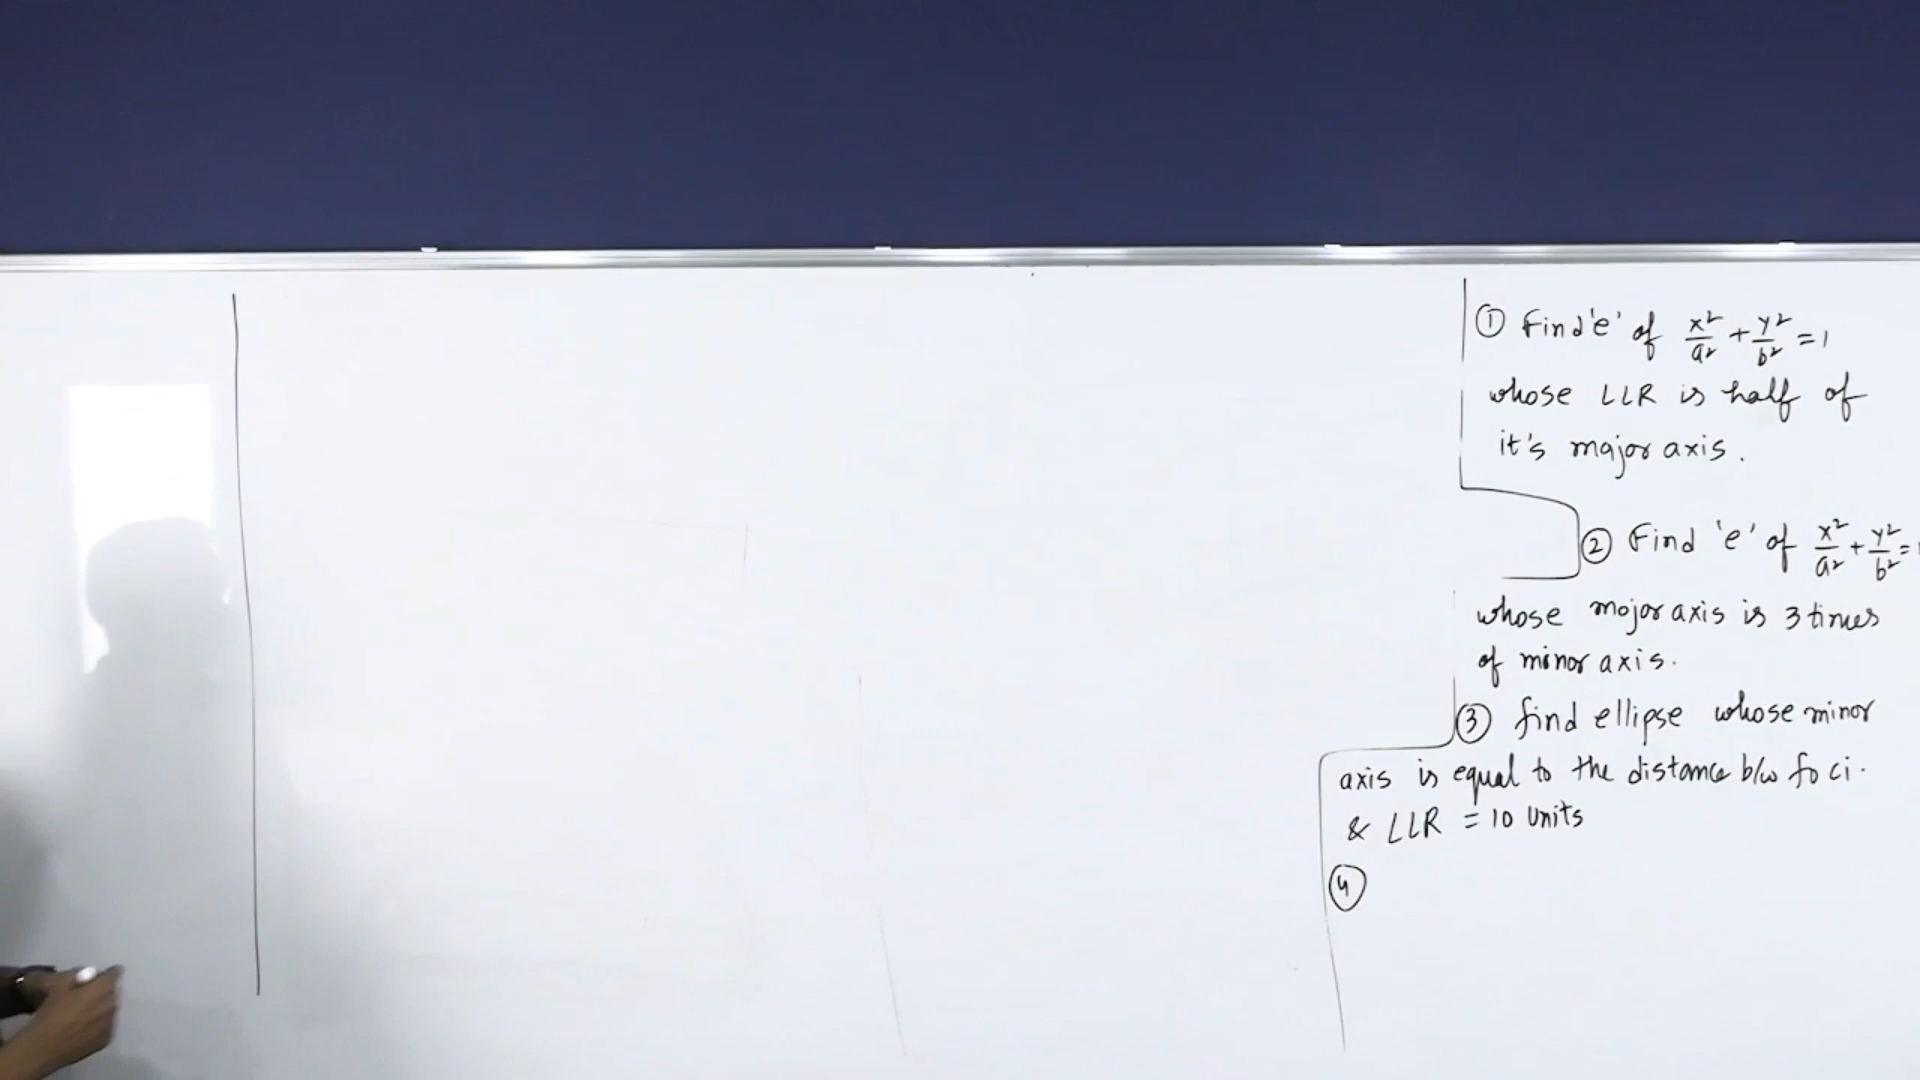 ① Find 'e' of x²/a² + y²/b² = 1
whose LLR is half of
it's major axis.
② Find 'e' of x²/a² + y²/b² = 1
whose mojor axis is 3 times
of minor axis.
③ find ellipse whose minor
axis is equal to the distance b/w foci.
& LLR = 10 units
④